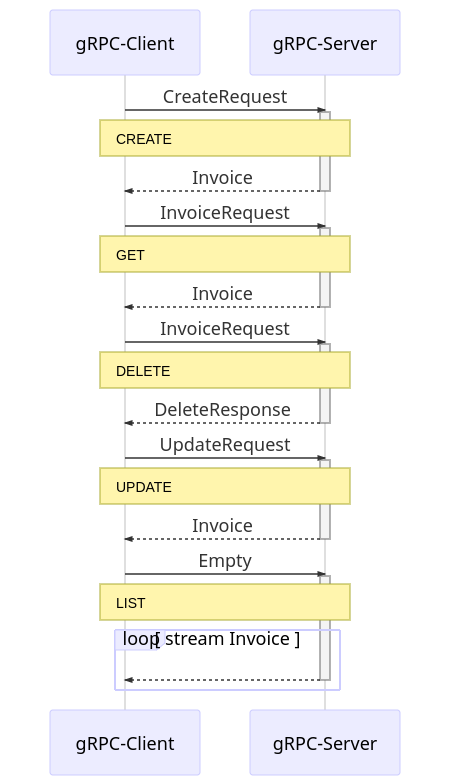 gRPC-Client gRPC-Server
CreateRequest
CREATE
Invoice
InvoiceRequest
GET
Invoice
InvoiceRequest
DELETE
DeleteResponse
UpdateRequest
UPDATE
Invoice
Empty
LIST
loop [ stream Invoice ]
gRPC-Client gRPC-Server